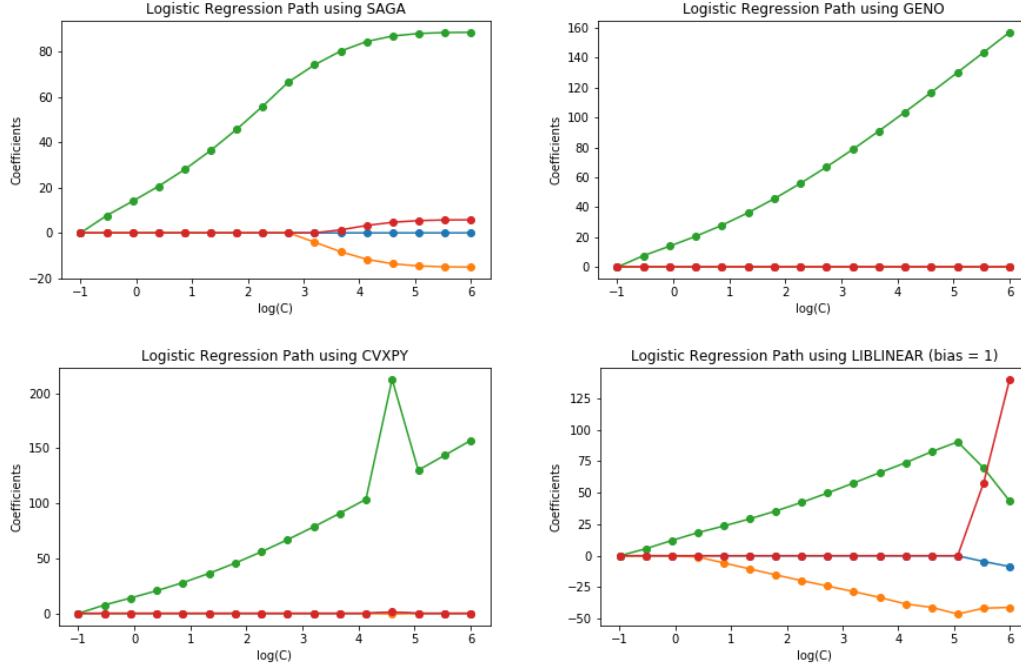 Logistic Regression Path using SAGA
80
60
40
20
0
−20
Coefficients
−1 0 1 2 3 4 5 6
log(C)
Logistic Regression Path using GENO
160
140
120
100
80
60
40
20
0
Coefficients
−1 0 1 2 3 4 5 6
log(C)
Logistic Regression Path using CVXPY
200
150
100
50
0
Coefficients
−1 0 1 2 3 4 5 6
log(C)
Logistic Regression Path using LIBLINEAR (bias = 1)
125
100
75
50
25
0
−25
−50
Coefficients
−1 0 1 2 3 4 5 6
log(C)